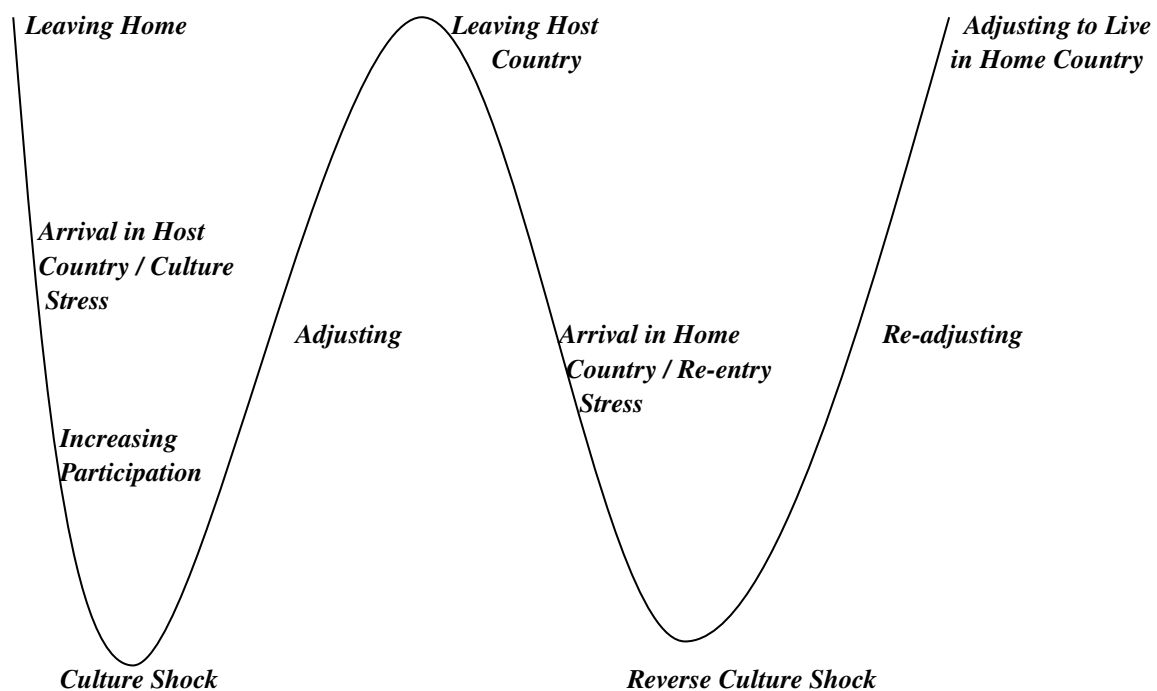 Leaving Home
Arrival in Host
Country / Culture
Stress
Increasing
Participation
Culture Shock
Adjusting
Leaving Host
Country
Arrival in Home
Country / Re-entry
Stress
Reverse Culture Shock
Re-adjusting
Adjusting to Live
in Home Country